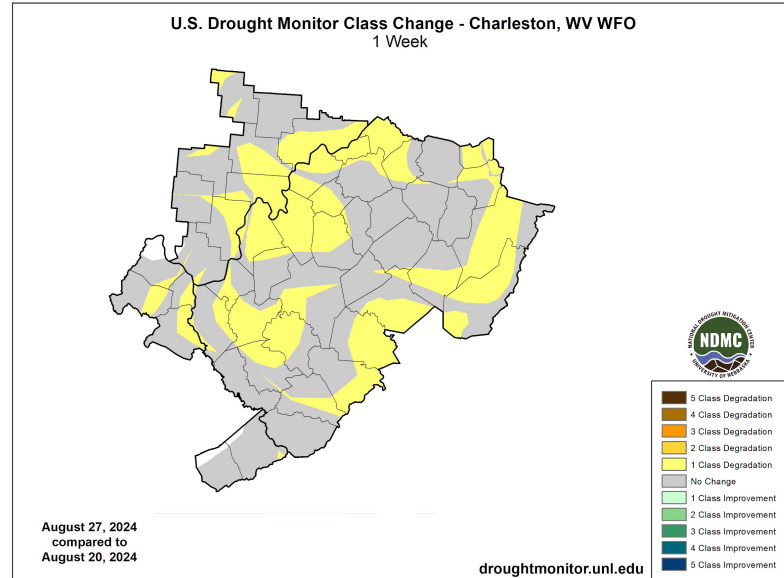 U.S. Drought Monitor Class Change - Charleston, WV WFO
1 Week
NATIONAL DROUGHT MITIGATION CENTER
NDMC
UNIVERSITY OF NEBRASKA
5 Class Degradation
4 Class Degradation
3 Class Degradation
2 Class Degradation
1 Class Degradation
No Change
1 Class Improvement
2 Class Improvement
3 Class Improvement
4 Class Improvement
5 Class Improvement
August 27, 2024
compared to
August 20, 2024
droughtmonitor.unl.edu